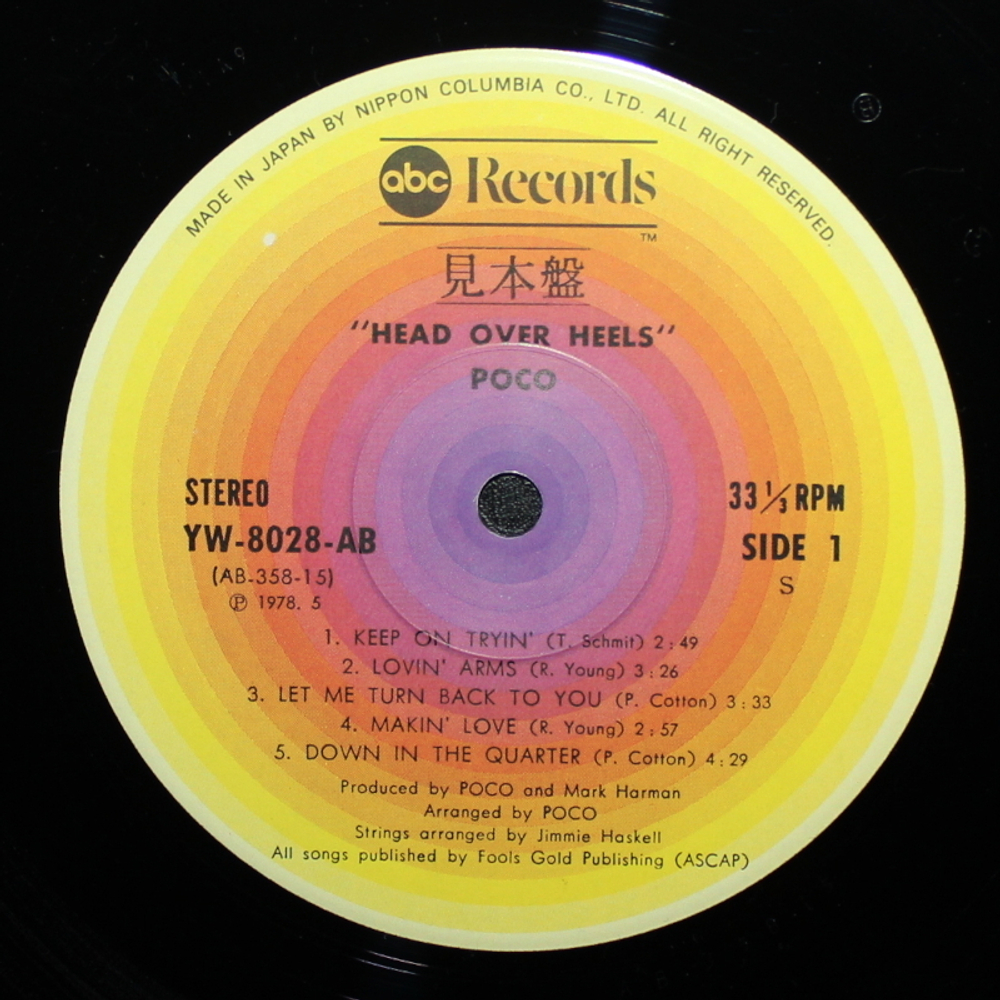 MADE IN JAPAN BY NIPPON COLUMBIA CO., LTD. ALL RIGHT RESERVED.
abc Records
TM
見本盤
"HEAD OVER HEELS"
POCO
STEREO
33 1/3 RPM
YW-8028-AB
SIDE 1
(AB-358-15)
S
Ⓟ 1978. 5
1. KEEP ON TRYIN' (T. Schmit) 2:49
2. LOVIN' ARMS (R. Young) 3:26
3. LET ME TURN BACK TO YOU (P. Cotton) 3:33
4. MAKIN' LOVE (R. Young) 2:57
5. DOWN IN THE QUARTER (P. Cotton) 4:29
Produced by POCO and Mark Harman
Arranged by POCO
Strings arranged by Jimmie Haskell
All songs published by Fools Gold Publishing (ASCAP)